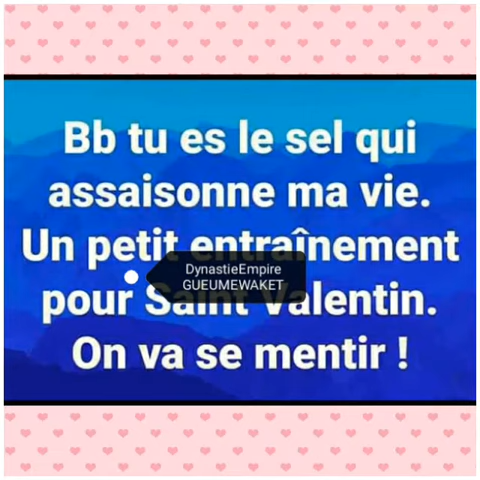 Bb tu es le sel qui
assaisonne ma vie.
Un petit entraînement
DynastieEmpire
GUEUMEWAKET
pour Saint Valentin.
On va se mentir !